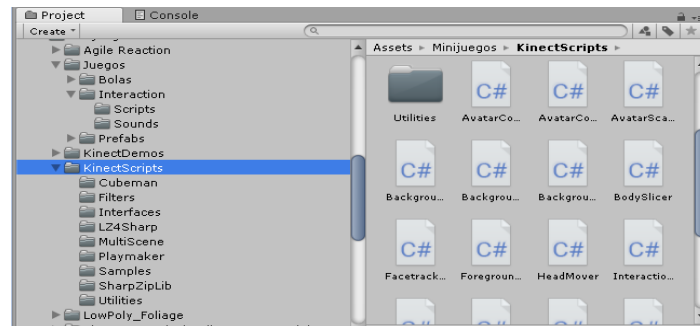 Project
Console
Create
Assets ▸ Minijuegos ▸ KinectScripts ▸
Agile Reaction
Juegos
Bolas
Interaction
Scripts
Sounds
Prefabs
KinectDemos
KinectScripts
Cubeman
Filters
Interfaces
LZ4Sharp
MultiScene
Playmaker
Samples
SharpZipLib
Utilities
LowPoly_Foliage
C# C# C#
Utilities AvatarCo... AvatarCo... AvatarSca...
C# C# C# C#
Backgrou... Backgrou... Backgrou... BodySlicer
C# C# C# C#
Facetrack... Foregroun... HeadMover Interactio...
C# C# C# C#